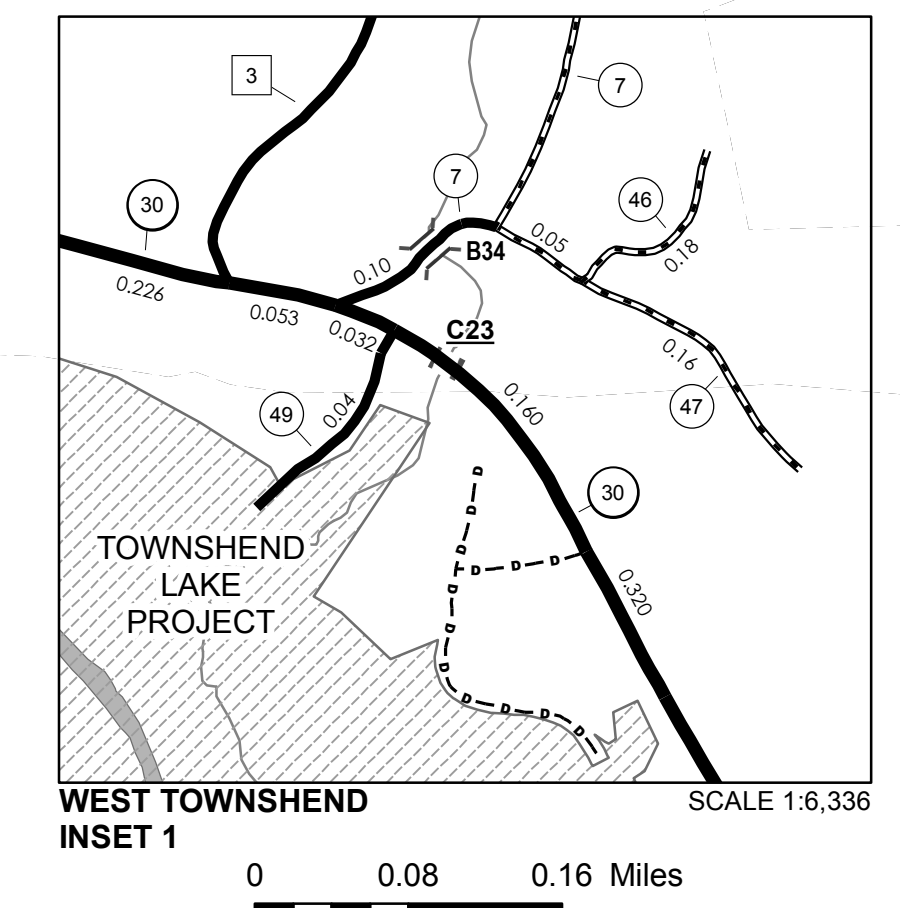 3
7
7
30
46
B34
0.05
0.18
0.10
0.226
0.053
0.032
C23
0.16
47
0.160
0.04
49
D
D
D
30
D
D
D
D
TOWNSHEND
LAKE
PROJECT
0.320
D
D
D
D
D
D
D
WEST TOWNSHEND
INSET 1
SCALE 1:6,336
0 0.08 0.16 Miles